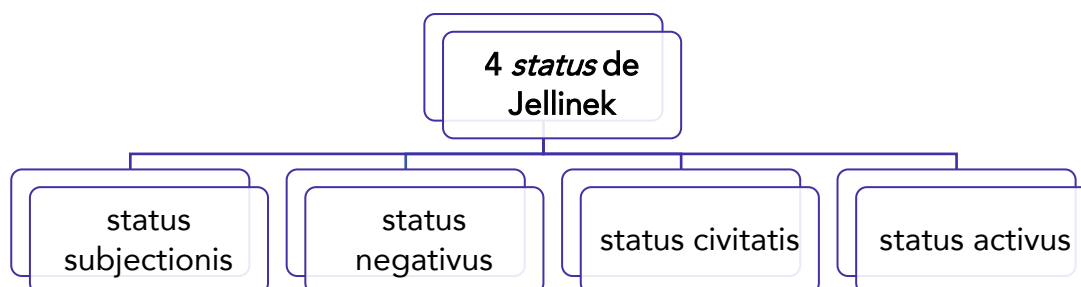 4 status de
Jellinek
status
subjectionis
status
negativus
status civitatis
status activus